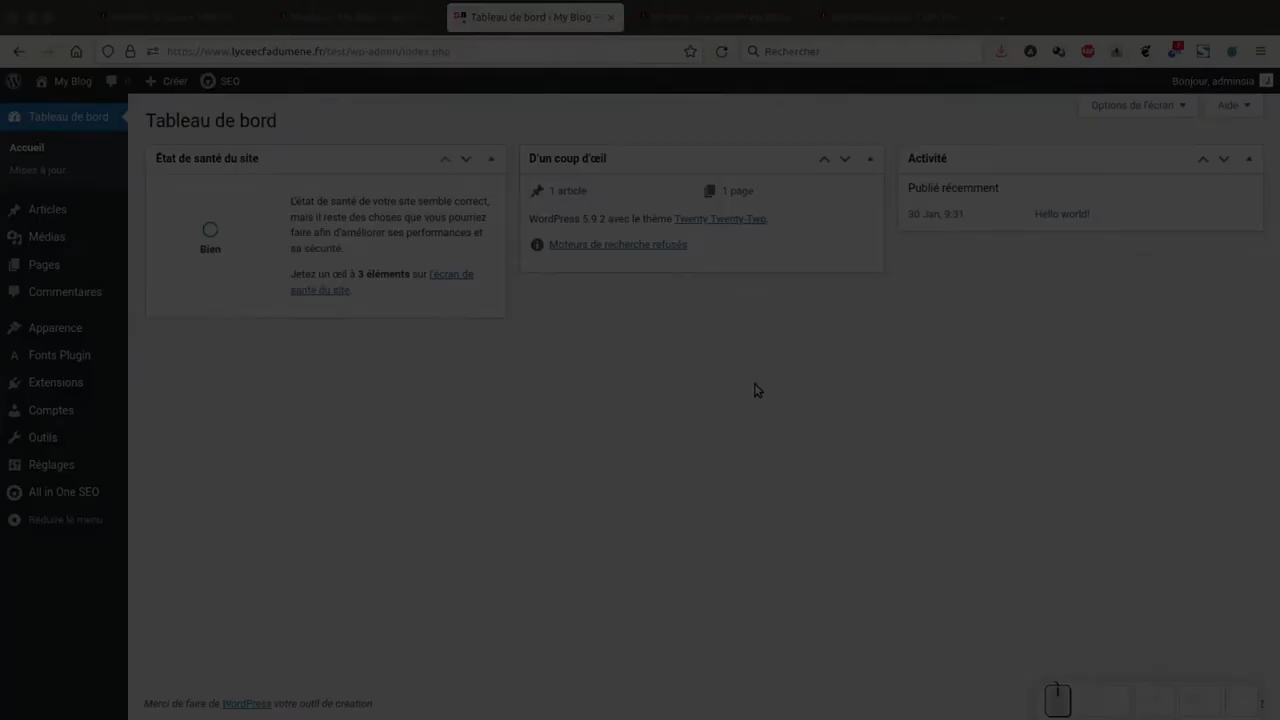 Tableau de bord ‹ My Blog –
https://www.lyceecfadumene.fr/test/wp-admin/index.php
Rechercher
My Blog
0
Créer
SEO
Bonjour, adminsia
Tableau de bord
Accueil
Mises à jour
Articles
Médias
Pages
Commentaires
Apparence
Fonts Plugin
Extensions
Comptes
Outils
Réglages
All in One SEO
Réduire le menu
Options de l'écran
Aide
Tableau de bord
État de santé du site
Bien
L'état de santé de votre site semble correct,
mais il reste des choses que vous pourriez
faire afin d'améliorer ses performances et
sa sécurité.
Jetez un œil à 3 éléments sur l'écran de
santé du site.
D'un coup d'œil
1 article
1 page
WordPress 5.9.2 avec le thème Twenty Twenty-Two.
Moteurs de recherche refusés
Activité
Publié récemment
30 Jan, 9:31
Hello world!
Merci de faire de WordPress votre outil de création